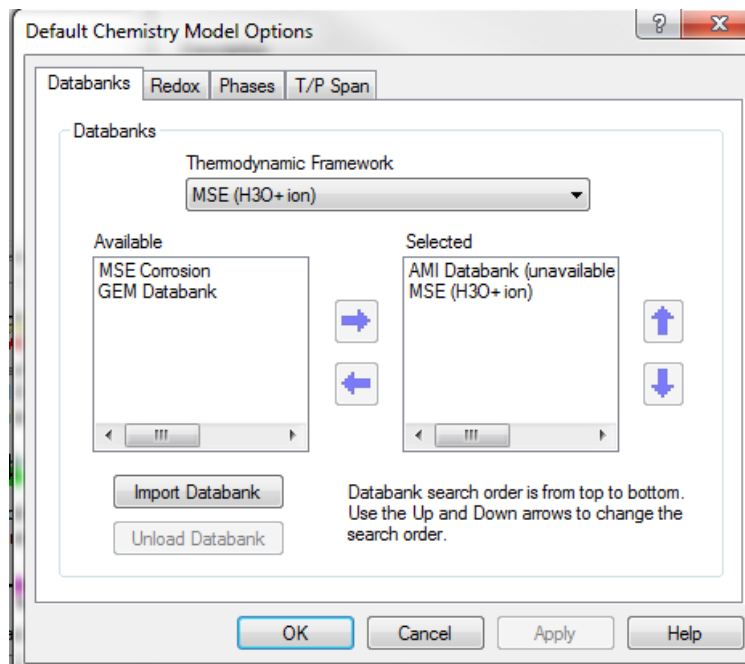 Default Chemistry Model Options
Databanks Redox Phases T/P Span
Databanks
Thermodynamic Framework
MSE (H3O+ ion)
Available
MSE Corrosion
GEM Databank
Selected
AMI Databank (unavailable
MSE (H3O+ ion)
Import Databank
Unload Databank
Databank search order is from top to bottom.
Use the Up and Down arrows to change the
search order.
OK Cancel Apply Help